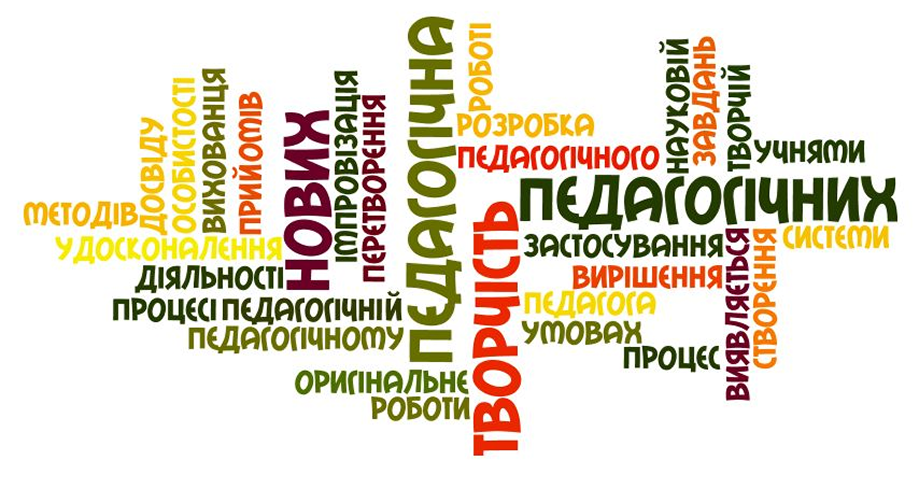 ПЕДАГОГІЧНА
РОБОТІ
НАУКОВІЙ
ЗАВДАНЬ
ТВОРЧІЙ
ВИХОВАНЦЯ
ОСОБИСТОСТІ
ДОСВІДУ
ПРИЙОМІВ
НОВИХ
ІМПРОВІЗАЦІЯ
ПЕРЕТВОРЕННЯ
РОЗРОБКА
ПЕДАГОГІЧНОГО
УЧНЯМИ
ПЕДАГОГІЧНИХ
МЕТОДІВ
ТВОРЧІСТЬ
УДОСКОНАЛЕННЯ
ЗАСТОСУВАННЯ
ВИЯВЛЯЄТЬСЯ
СТВОРЕННЯ
СИСТЕМИ
ДІЯЛЬНОСТІ
ВИРІШЕННЯ
ПРОЦЕСІ
ПЕДАГОГІЧНІЙ
ПЕДАГОГА
ПЕДАГОГІЧНОМУ
УМОВАХ
ПРОЦЕС
ОРИГІНАЛЬНЕ
РОБОТИ